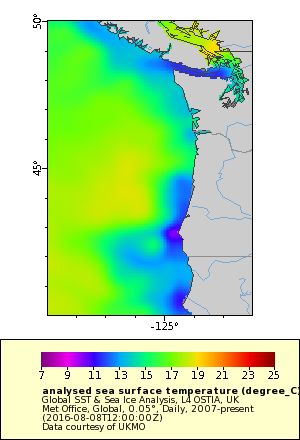 50°
45°
-125°
7 9 11 13 15 17 19 21 23 25
analysed sea surface temperature (degree_C)
Global SST & Sea Ice Analysis, L4 OSTIA, UK
Met Office, Global, 0.05°, Daily, 2007-present
(2016-08-08T12:00:00Z)
Data courtesy of UKMO